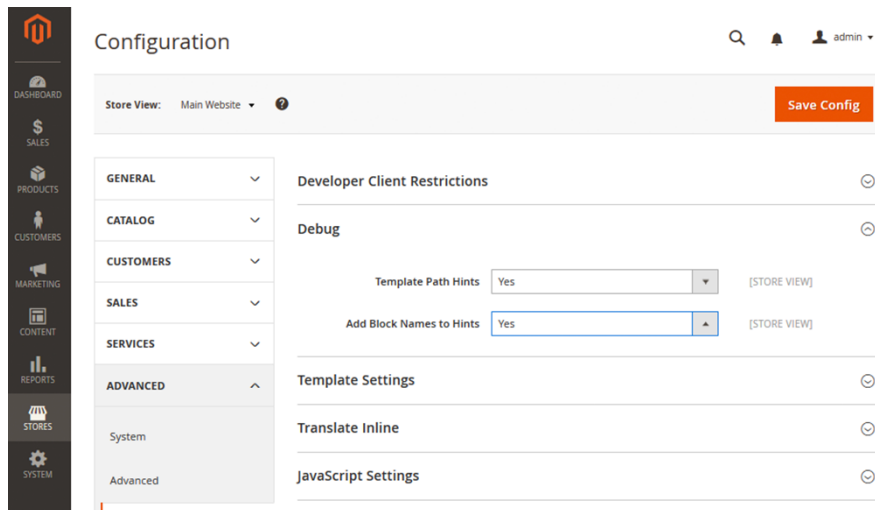 Configuration
admin
DASHBOARD
Store View: Main Website
Save Config
SALES
PRODUCTS
CUSTOMERS
MARKETING
CONTENT
REPORTS
STORES
SYSTEM
GENERAL
CATALOG
CUSTOMERS
SALES
SERVICES
ADVANCED
System
Advanced
Developer Client Restrictions
Debug
Template Path Hints Yes [STORE VIEW]
Add Block Names to Hints Yes [STORE VIEW]
Template Settings
Translate Inline
JavaScript Settings